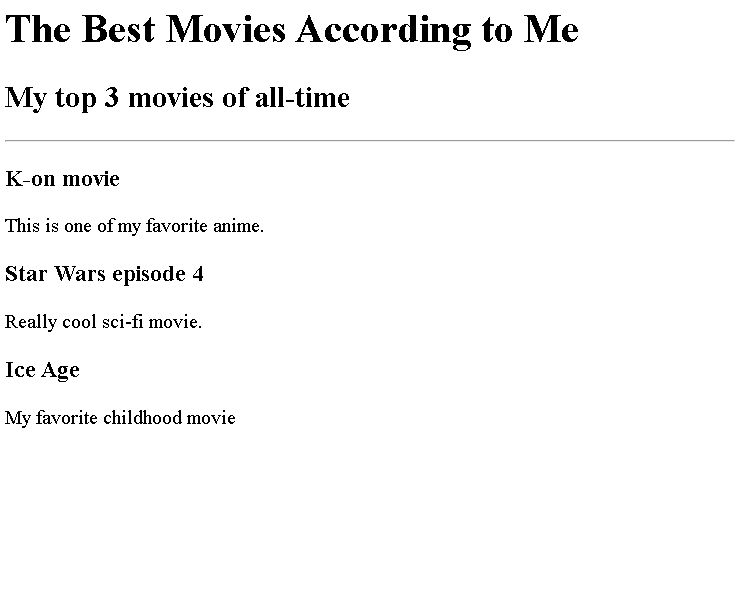 The Best Movies According to Me
My top 3 movies of all-time
K-on movie
This is one of my favorite anime.
Star Wars episode 4
Really cool sci-fi movie.
Ice Age
My favorite childhood movie